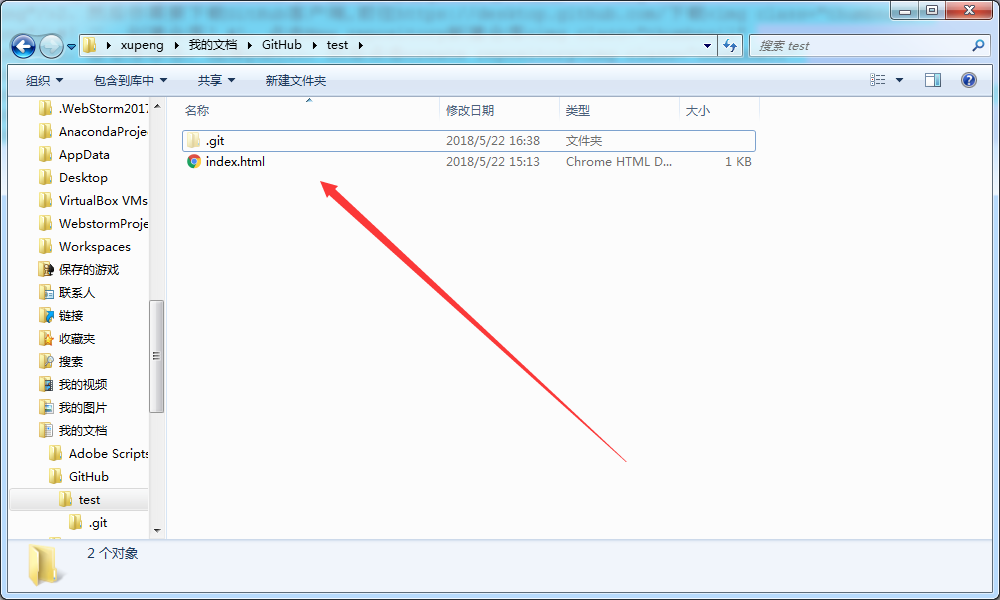 xupeng 我的文档 GitHub test 搜索 test
组织 包含到库中 共享 新建文件夹
名称 修改日期 类型 大小
.git 2018/5/22 16:38 文件夹
index.html 2018/5/22 15:13 Chrome HTML D... 1 KB
.WebStorm2017
AnacondaProje
AppData
Desktop
VirtualBox VMs
WebstormProje
Workspaces
保存的游戏
联系人
链接
收藏夹
搜索
我的视频
我的图片
我的文档
Adobe Scripts
GitHub
test
.git
2 个对象